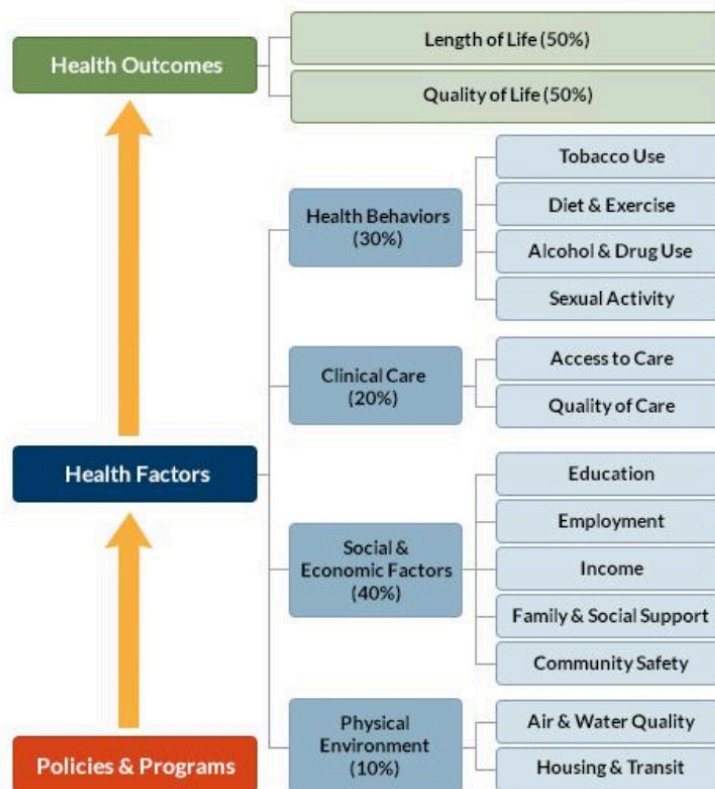 Health Outcomes
Length of Life (50%)
Quality of Life (50%)
Health Factors
Health Behaviors
(30%)
Tobacco Use
Diet & Exercise
Alcohol & Drug Use
Sexual Activity
Clinical Care
(20%)
Access to Care
Quality of Care
Social &
Economic Factors
(40%)
Education
Employment
Income
Family & Social Support
Community Safety
Physical
Environment
(10%)
Air & Water Quality
Housing & Transit
Policies & Programs